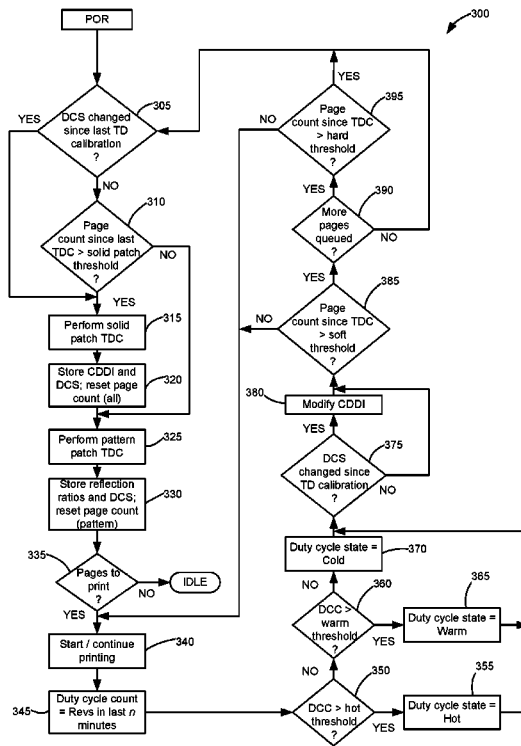 POR
300
305
DCS changed
since last TD
calibration
?
YES
NO
310
Page
count since last
TDC > solid patch
threshold
?
NO
YES
Perform solid
patch TDC
315
Store CDDI and
DCS; reset page
count (all)
320
Perform pattern
patch TDC
325
Store reflection
ratios and DCS;
reset page count
(pattern)
330
335
Pages to
print
?
NO
IDLE
YES
Start / continue
printing
340
345
Duty cycle count
= Revs in last n
minutes
350
DCC > hot
threshold
?
YES
NO
355
Duty cycle state =
Hot
360
DCC >
warm
threshold
?
YES
NO
365
Duty cycle state =
Warm
Duty cycle state =
Cold
370
375
DCS
changed since
TD calibration
?
NO
YES
380
Modify CDDI
385
Page
count since TDC
> soft
threshold
?
NO
YES
390
More
pages
queued
?
NO
YES
395
Page
count since TDC
> hard
threshold
?
NO
YES